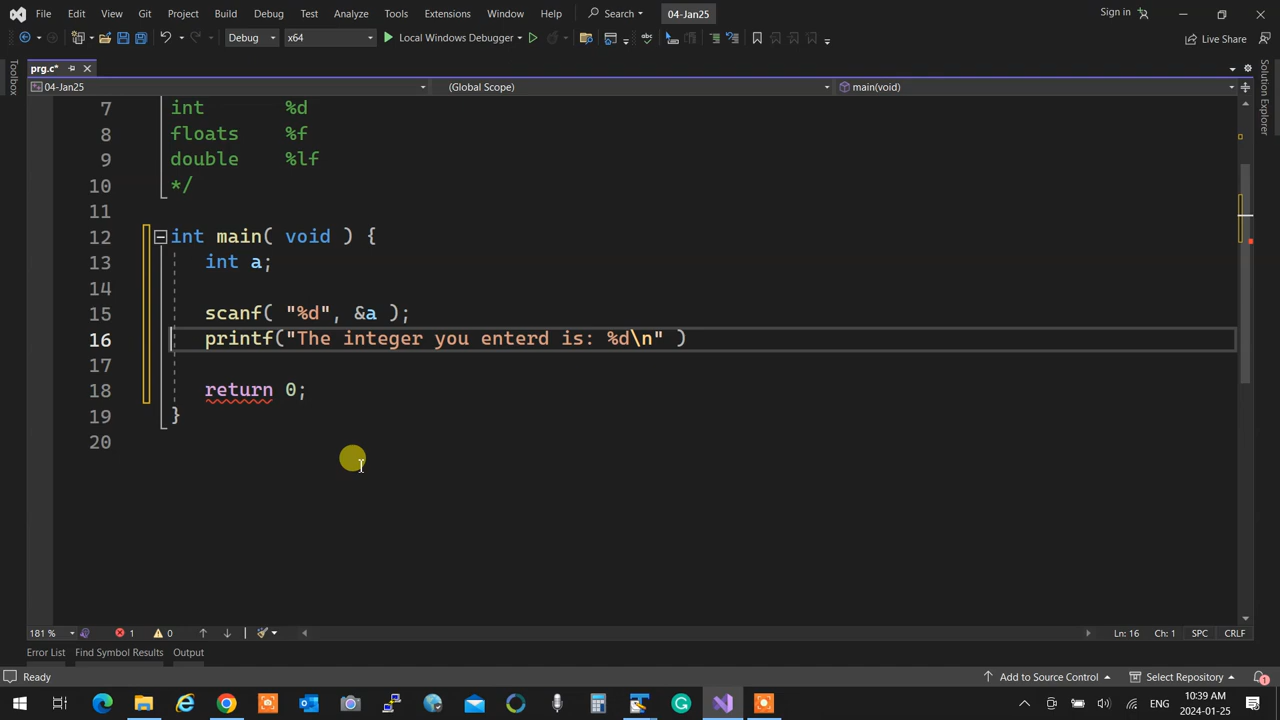 File Edit View Git Project Build Debug Test Analyze Tools Extensions Window Help Search 04-Jan25 Sign in
Debug x64 Local Windows Debugger Live Share
Toolbox
prg.c*
04-Jan25 (Global Scope) main(void)
Solution Explorer
7 int %d
8 floats %f
9 double %lf
10 */
11
12 int main( void ) {
13 int a;
14
15 scanf( "%d", &a );
16 printf("The integer you enterd is: %d\n" )
17
18 return 0;
19 }
20
181 % 1 0 Ln: 16 Ch: 1 SPC CRLF
Error List Find Symbol Results Output
Ready Add to Source Control Select Repository 1
10:39 AM
ENG
2024-01-25